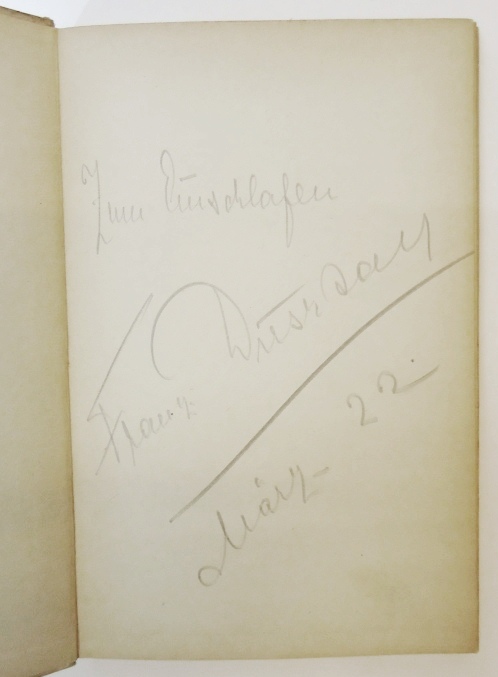 Zum Einschlafen
Franz
März 22.